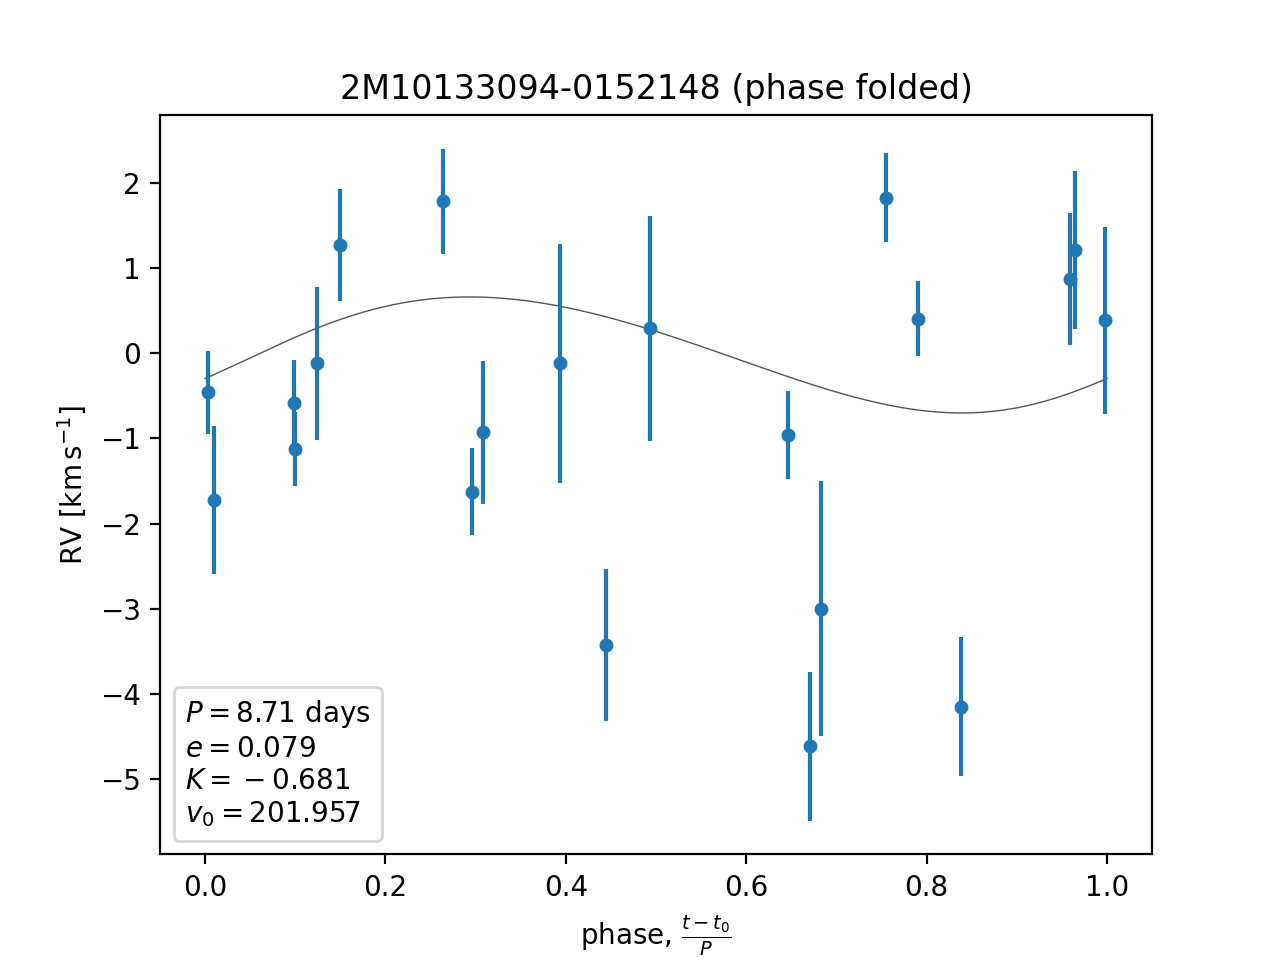 2M10133094-0152148 (phase folded)
RV [km s⁻¹]
2
1
0
−1
−2
−3
−4
−5
P = 8.71 days
e = 0.079
K = −0.681
v₀ = 201.957
0.0 0.2 0.4 0.6 0.8 1.0
phase, (t − t₀)/P